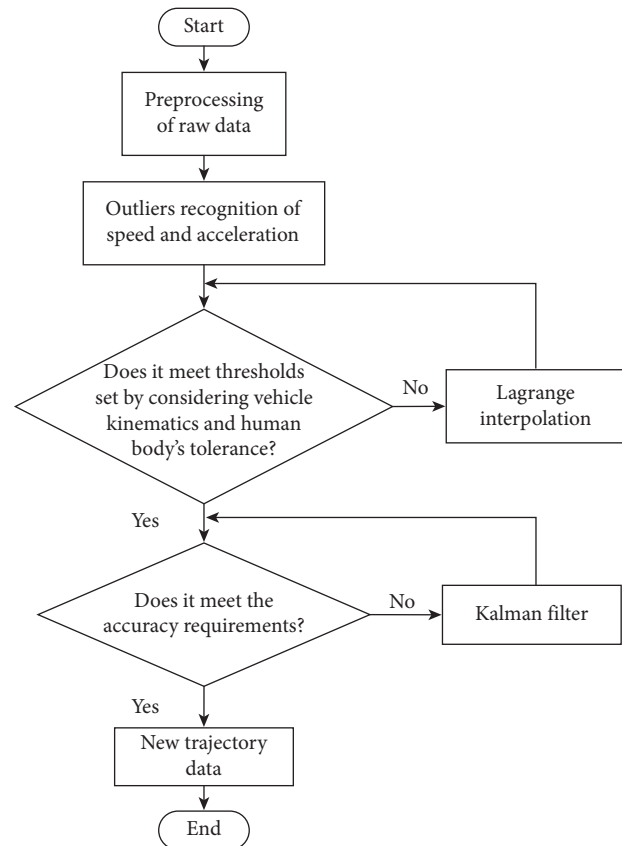 Start
Preprocessing
of raw data
Outliers recognition of
speed and acceleration
Does it meet thresholds
set by considering vehicle
kinematics and human
body's tolerance?
No
Lagrange
interpolation
Yes
Does it meet the
accuracy requirements?
No
Kalman filter
Yes
New trajectory
data
End